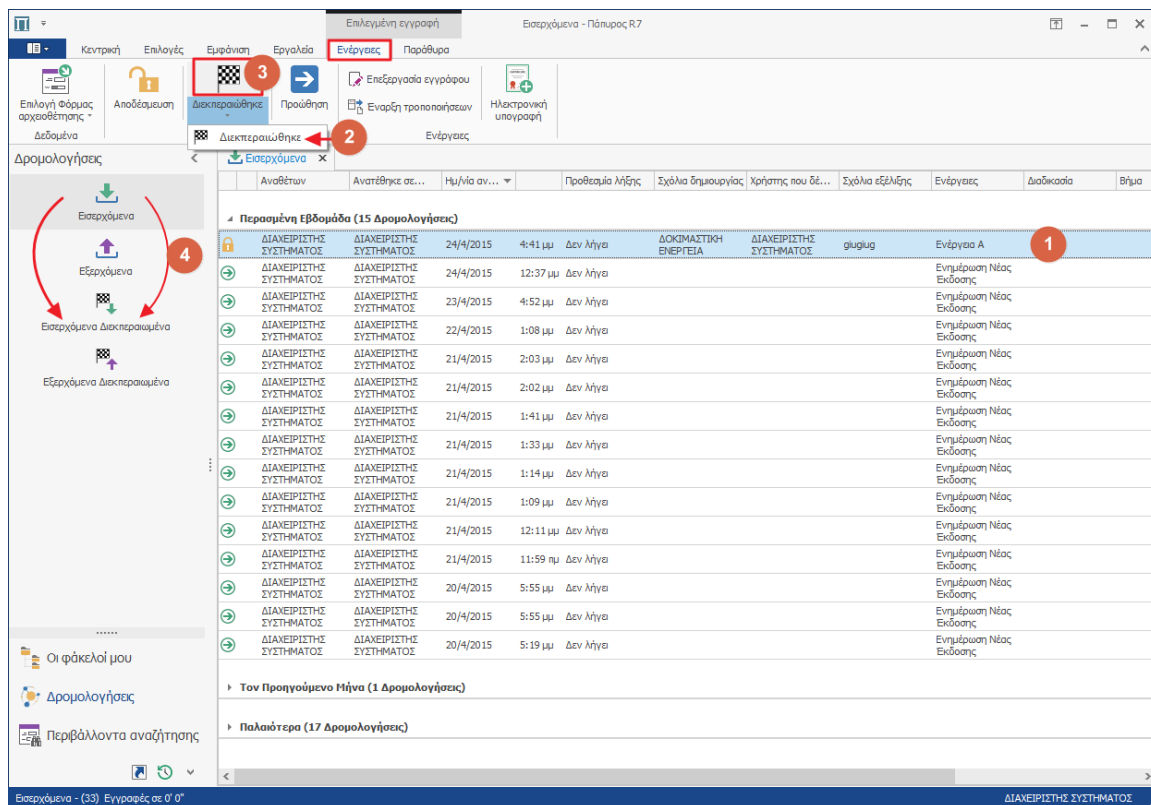 Επιλεγμένη εγγραφή
Εισερχόμενα - Πάπυρος R.7
Κεντρική Επιλογές Εμφάνιση Εργαλεία Ενέργειες Παράθυρα
3
Επιλογή Φόρμας αρχειοθέτησης
Αποδέσμευση
Διεκπεραιώθηκε
Προώθηση
Επεξεργασία εγγράφου
Έναρξη τροποποιήσεων
Ηλεκτρονική υπογραφή
Δεδομένα
Ενέργειες
Διεκπεραιώθηκε 2
Δρομολογήσεις
Εισερχόμενα
Εξερχόμενα
4
Εισερχόμενα Διεκπεραιωμένα
Εξερχόμενα Διεκπεραιωμένα
Εισερχόμενα x
Αναθέτων Ανατέθηκε σε... Ημ/νία αν... Προθεσμία λήξης Σχόλια δημιουργίας Χρήστης που δέ... Σχόλια εξέλιξης Ενέργειες Διαδικασία Βήμα
Περασμένη Εβδομάδα (15 Δρομολογήσεις)
ΔΙΑΧΕΙΡΙΣΤΗΣ ΣΥΣΤΗΜΑΤΟΣ ΔΙΑΧΕΙΡΙΣΤΗΣ ΣΥΣΤΗΜΑΤΟΣ 24/4/2015 4:41 μμ Δεν λήγει ΔΟΚΙΜΑΣΤΙΚΗ ΕΝΕΡΓΕΙΑ ΔΙΑΧΕΙΡΙΣΤΗΣ ΣΥΣΤΗΜΑΤΟΣ giugiug Ενέργεια Α 1
ΔΙΑΧΕΙΡΙΣΤΗΣ ΣΥΣΤΗΜΑΤΟΣ ΔΙΑΧΕΙΡΙΣΤΗΣ ΣΥΣΤΗΜΑΤΟΣ 24/4/2015 12:37 μμ Δεν λήγει Ενημέρωση Νέας Έκδοσης
ΔΙΑΧΕΙΡΙΣΤΗΣ ΣΥΣΤΗΜΑΤΟΣ ΔΙΑΧΕΙΡΙΣΤΗΣ ΣΥΣΤΗΜΑΤΟΣ 23/4/2015 4:52 μμ Δεν λήγει Ενημέρωση Νέας Έκδοσης
ΔΙΑΧΕΙΡΙΣΤΗΣ ΣΥΣΤΗΜΑΤΟΣ ΔΙΑΧΕΙΡΙΣΤΗΣ ΣΥΣΤΗΜΑΤΟΣ 22/4/2015 1:08 μμ Δεν λήγει Ενημέρωση Νέας Έκδοσης
ΔΙΑΧΕΙΡΙΣΤΗΣ ΣΥΣΤΗΜΑΤΟΣ ΔΙΑΧΕΙΡΙΣΤΗΣ ΣΥΣΤΗΜΑΤΟΣ 21/4/2015 2:03 μμ Δεν λήγει Ενημέρωση Νέας Έκδοσης
ΔΙΑΧΕΙΡΙΣΤΗΣ ΣΥΣΤΗΜΑΤΟΣ ΔΙΑΧΕΙΡΙΣΤΗΣ ΣΥΣΤΗΜΑΤΟΣ 21/4/2015 2:02 μμ Δεν λήγει Ενημέρωση Νέας Έκδοσης
ΔΙΑΧΕΙΡΙΣΤΗΣ ΣΥΣΤΗΜΑΤΟΣ ΔΙΑΧΕΙΡΙΣΤΗΣ ΣΥΣΤΗΜΑΤΟΣ 21/4/2015 1:41 μμ Δεν λήγει Ενημέρωση Νέας Έκδοσης
ΔΙΑΧΕΙΡΙΣΤΗΣ ΣΥΣΤΗΜΑΤΟΣ ΔΙΑΧΕΙΡΙΣΤΗΣ ΣΥΣΤΗΜΑΤΟΣ 21/4/2015 1:33 μμ Δεν λήγει Ενημέρωση Νέας Έκδοσης
ΔΙΑΧΕΙΡΙΣΤΗΣ ΣΥΣΤΗΜΑΤΟΣ ΔΙΑΧΕΙΡΙΣΤΗΣ ΣΥΣΤΗΜΑΤΟΣ 21/4/2015 1:14 μμ Δεν λήγει Ενημέρωση Νέας Έκδοσης
ΔΙΑΧΕΙΡΙΣΤΗΣ ΣΥΣΤΗΜΑΤΟΣ ΔΙΑΧΕΙΡΙΣΤΗΣ ΣΥΣΤΗΜΑΤΟΣ 21/4/2015 1:09 μμ Δεν λήγει Ενημέρωση Νέας Έκδοσης
ΔΙΑΧΕΙΡΙΣΤΗΣ ΣΥΣΤΗΜΑΤΟΣ ΔΙΑΧΕΙΡΙΣΤΗΣ ΣΥΣΤΗΜΑΤΟΣ 21/4/2015 12:11 μμ Δεν λήγει Ενημέρωση Νέας Έκδοσης
ΔΙΑΧΕΙΡΙΣΤΗΣ ΣΥΣΤΗΜΑΤΟΣ ΔΙΑΧΕΙΡΙΣΤΗΣ ΣΥΣΤΗΜΑΤΟΣ 21/4/2015 11:59 πμ Δεν λήγει Ενημέρωση Νέας Έκδοσης
ΔΙΑΧΕΙΡΙΣΤΗΣ ΣΥΣΤΗΜΑΤΟΣ ΔΙΑΧΕΙΡΙΣΤΗΣ ΣΥΣΤΗΜΑΤΟΣ 20/4/2015 5:55 μμ Δεν λήγει Ενημέρωση Νέας Έκδοσης
ΔΙΑΧΕΙΡΙΣΤΗΣ ΣΥΣΤΗΜΑΤΟΣ ΔΙΑΧΕΙΡΙΣΤΗΣ ΣΥΣΤΗΜΑΤΟΣ 20/4/2015 5:55 μμ Δεν λήγει Ενημέρωση Νέας Έκδοσης
ΔΙΑΧΕΙΡΙΣΤΗΣ ΣΥΣΤΗΜΑΤΟΣ ΔΙΑΧΕΙΡΙΣΤΗΣ ΣΥΣΤΗΜΑΤΟΣ 20/4/2015 5:19 μμ Δεν λήγει Ενημέρωση Νέας Έκδοσης
Τον Προηγούμενο Μήνα (1 Δρομολογήσεις)
Παλαιότερα (17 Δρομολογήσεις)
Οι φάκελοί μου
Δρομολογήσεις
Περιβάλλοντα αναζήτησης
Εισερχόμενα - (33) Εγγραφές σε 0' 0"
ΔΙΑΧΕΙΡΙΣΤΗΣ ΣΥΣΤΗΜΑΤΟΣ